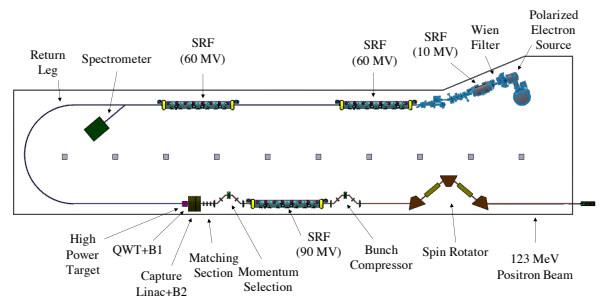 Polarized
Electron
Source
Wien
Filter
SRF
(10 MV)
SRF
(60 MV)
SRF
(60 MV)
Return
Leg
Spectrometer
High
Power
Target
QWT+B1
Capture
Linac+B2
Matching
Section
Momentum
Selection
SRF
(90 MV)
Bunch
Compressor
Spin Rotator
123 MeV
Positron Beam